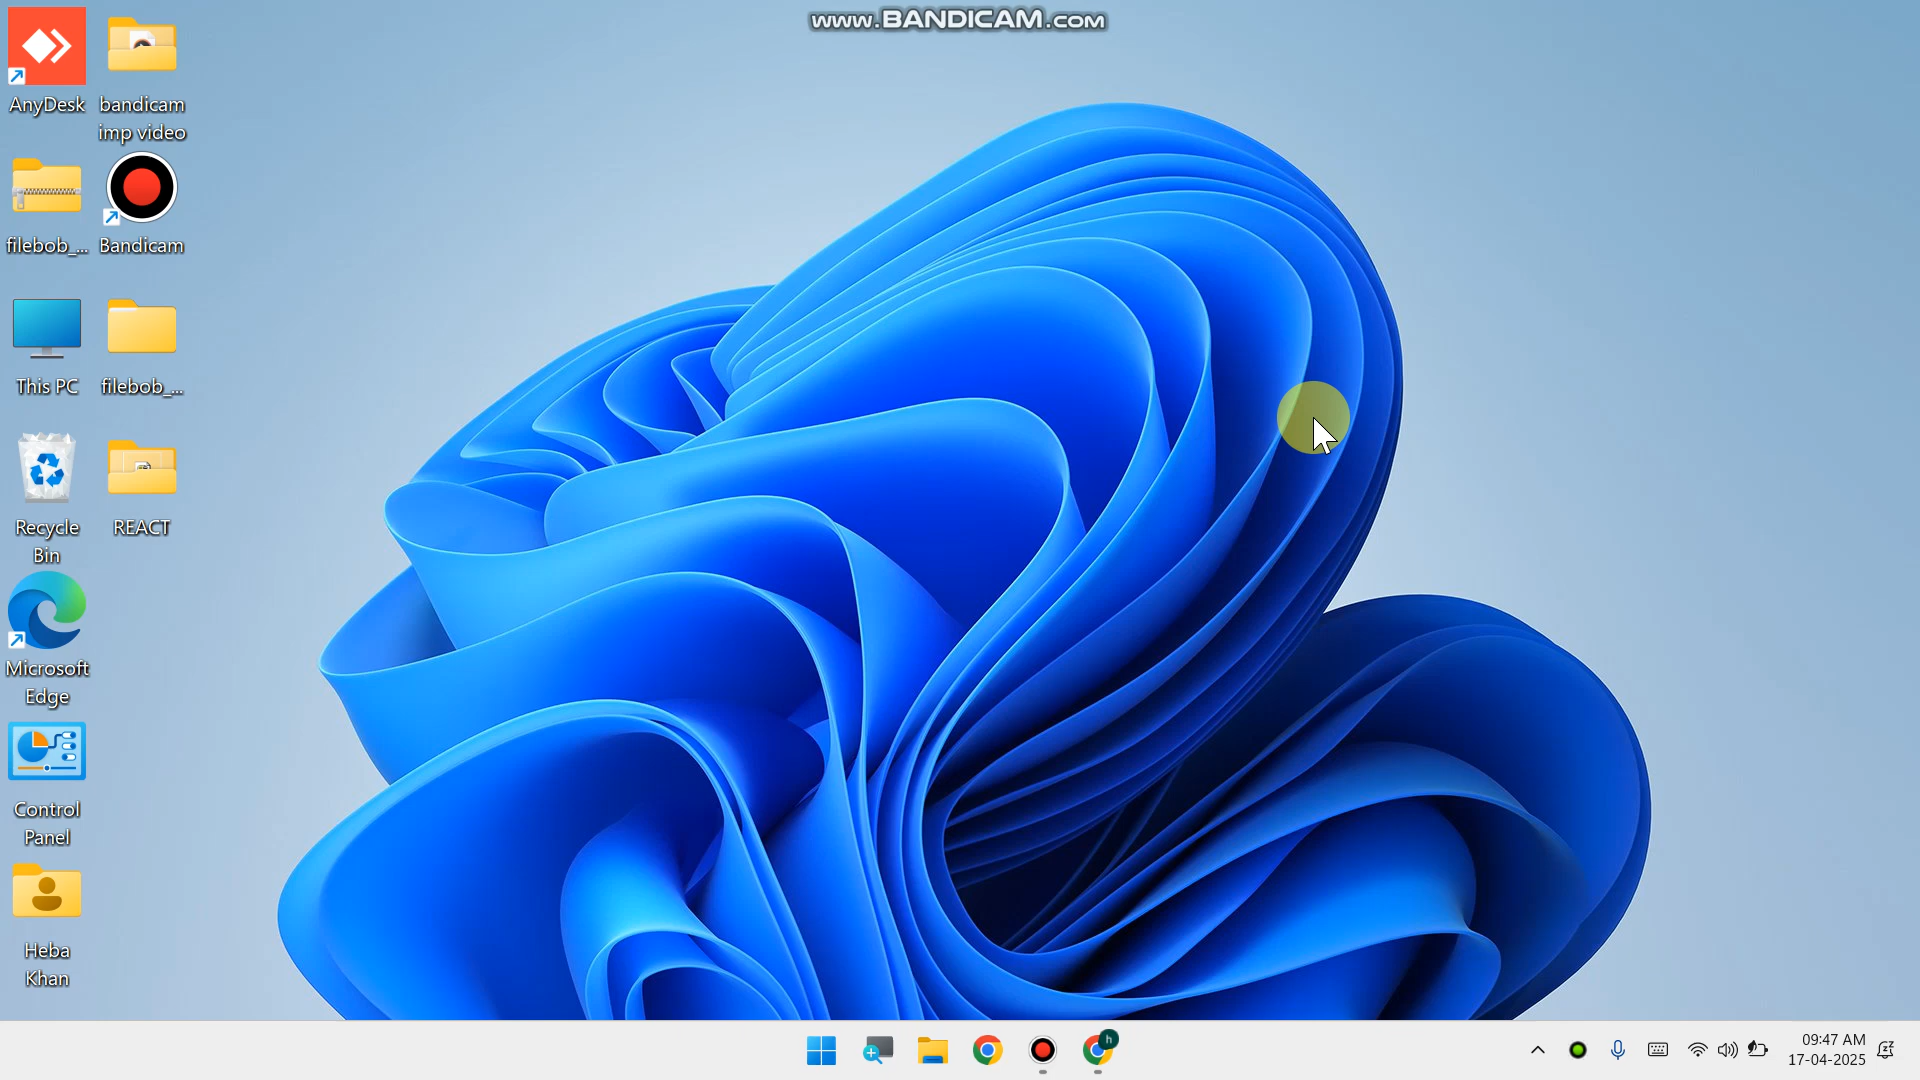 www.BANDICAM.com
AnyDesk
bandicam
imp video
filebob_...
Bandicam
This PC
filebob_...
Recycle
Bin
REACT
Microsoft
Edge
Control
Panel
Heba
Khan
h
09:47 AM
17-04-2025